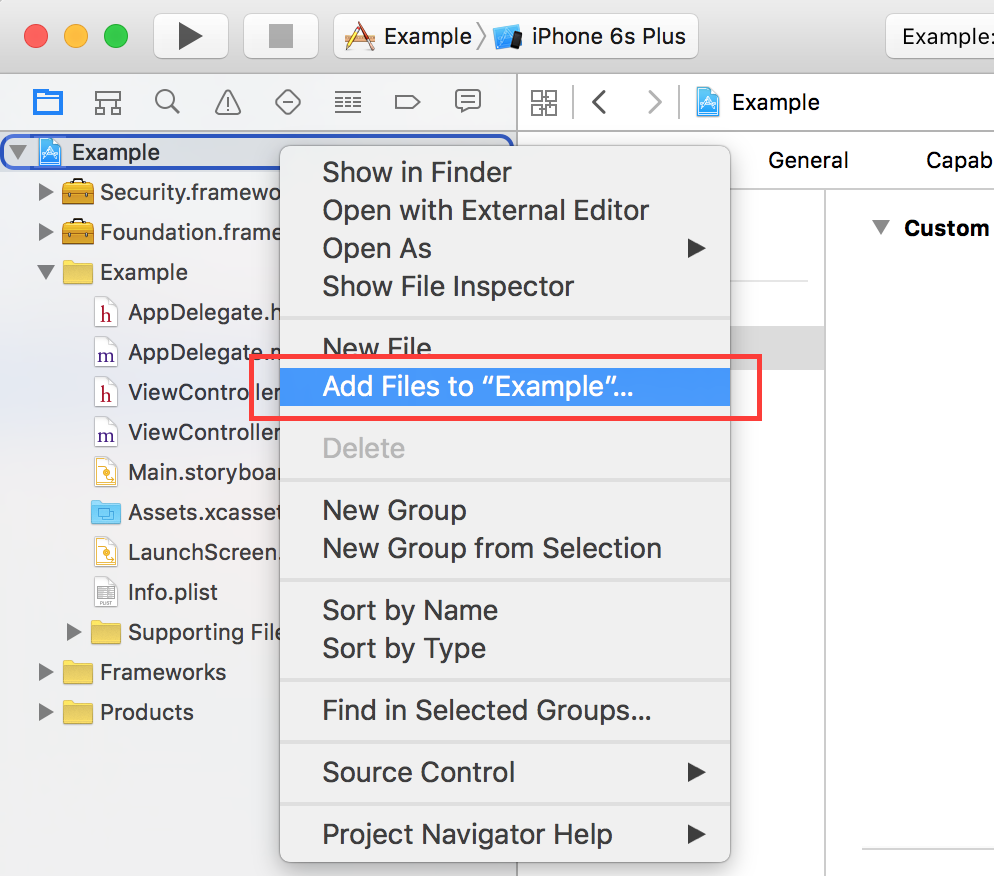 Example
iPhone 6s Plus
Example:
Example
General
Capab
Custom
Example
Security.framewo
Foundation.frame
Example
AppDelegate.h
AppDelegate.m
ViewController
ViewController
Main.storyboar
Assets.xcasset
LaunchScreen.
Info.plist
Supporting File
Frameworks
Products
Show in Finder
Open with External Editor
Open As
Show File Inspector
New File
Add Files to “Example”...
Delete
New Group
New Group from Selection
Sort by Name
Sort by Type
Find in Selected Groups...
Source Control
Project Navigator Help
h
m
h
m
PLIST